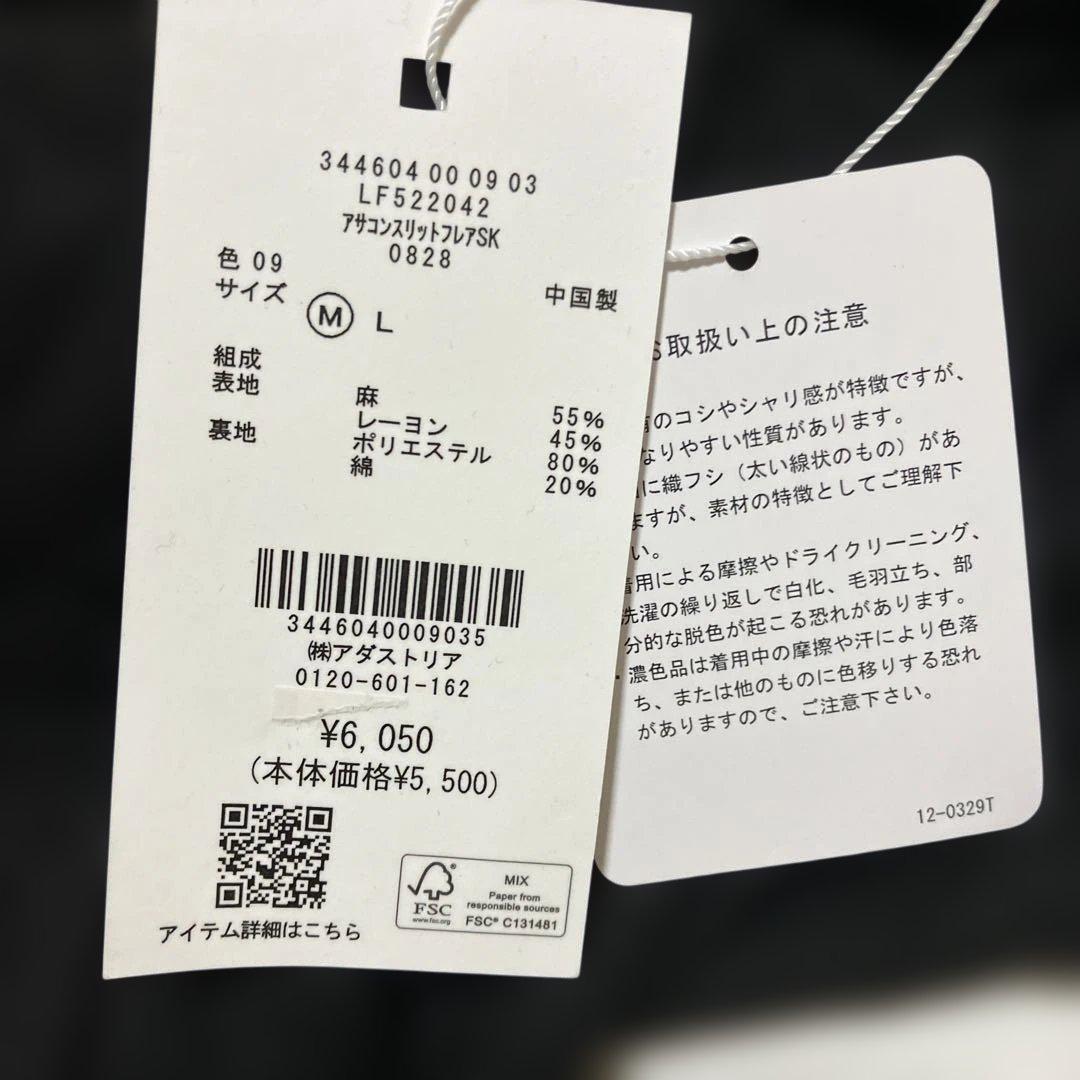 344604 00 09 03
LF522042
アサコンスリットフレアSK
0828
色 09
サイズ Ⓜ L 中国製
組成
表地 麻 55%
レーヨン 45%
裏地 ポリエステル 80%
綿 20%
3446040009035
㈱アダストリア
0120-601-162
¥6,050
(本体価格¥5,500)
アイテム詳細はこちら
FSC®
www.fsc.org
MIX
Paper from
responsible sources
FSC® C131481
取扱い上の注意
のコシやシャリ感が特徴ですが、
なりやすい性質があります。
に織フシ（太い線状のもの）があ
ますが、素材の特徴としてご理解下
い。
着用による摩擦やドライクリーニング、
洗濯の繰り返しで白化、毛羽立ち、部
分的な脱色が起こる恐れがあります。
・濃色品は着用中の摩擦や汗により色落
ち、または他のものに色移りする恐れ
がありますので、ご注意下さい。
12-0329T